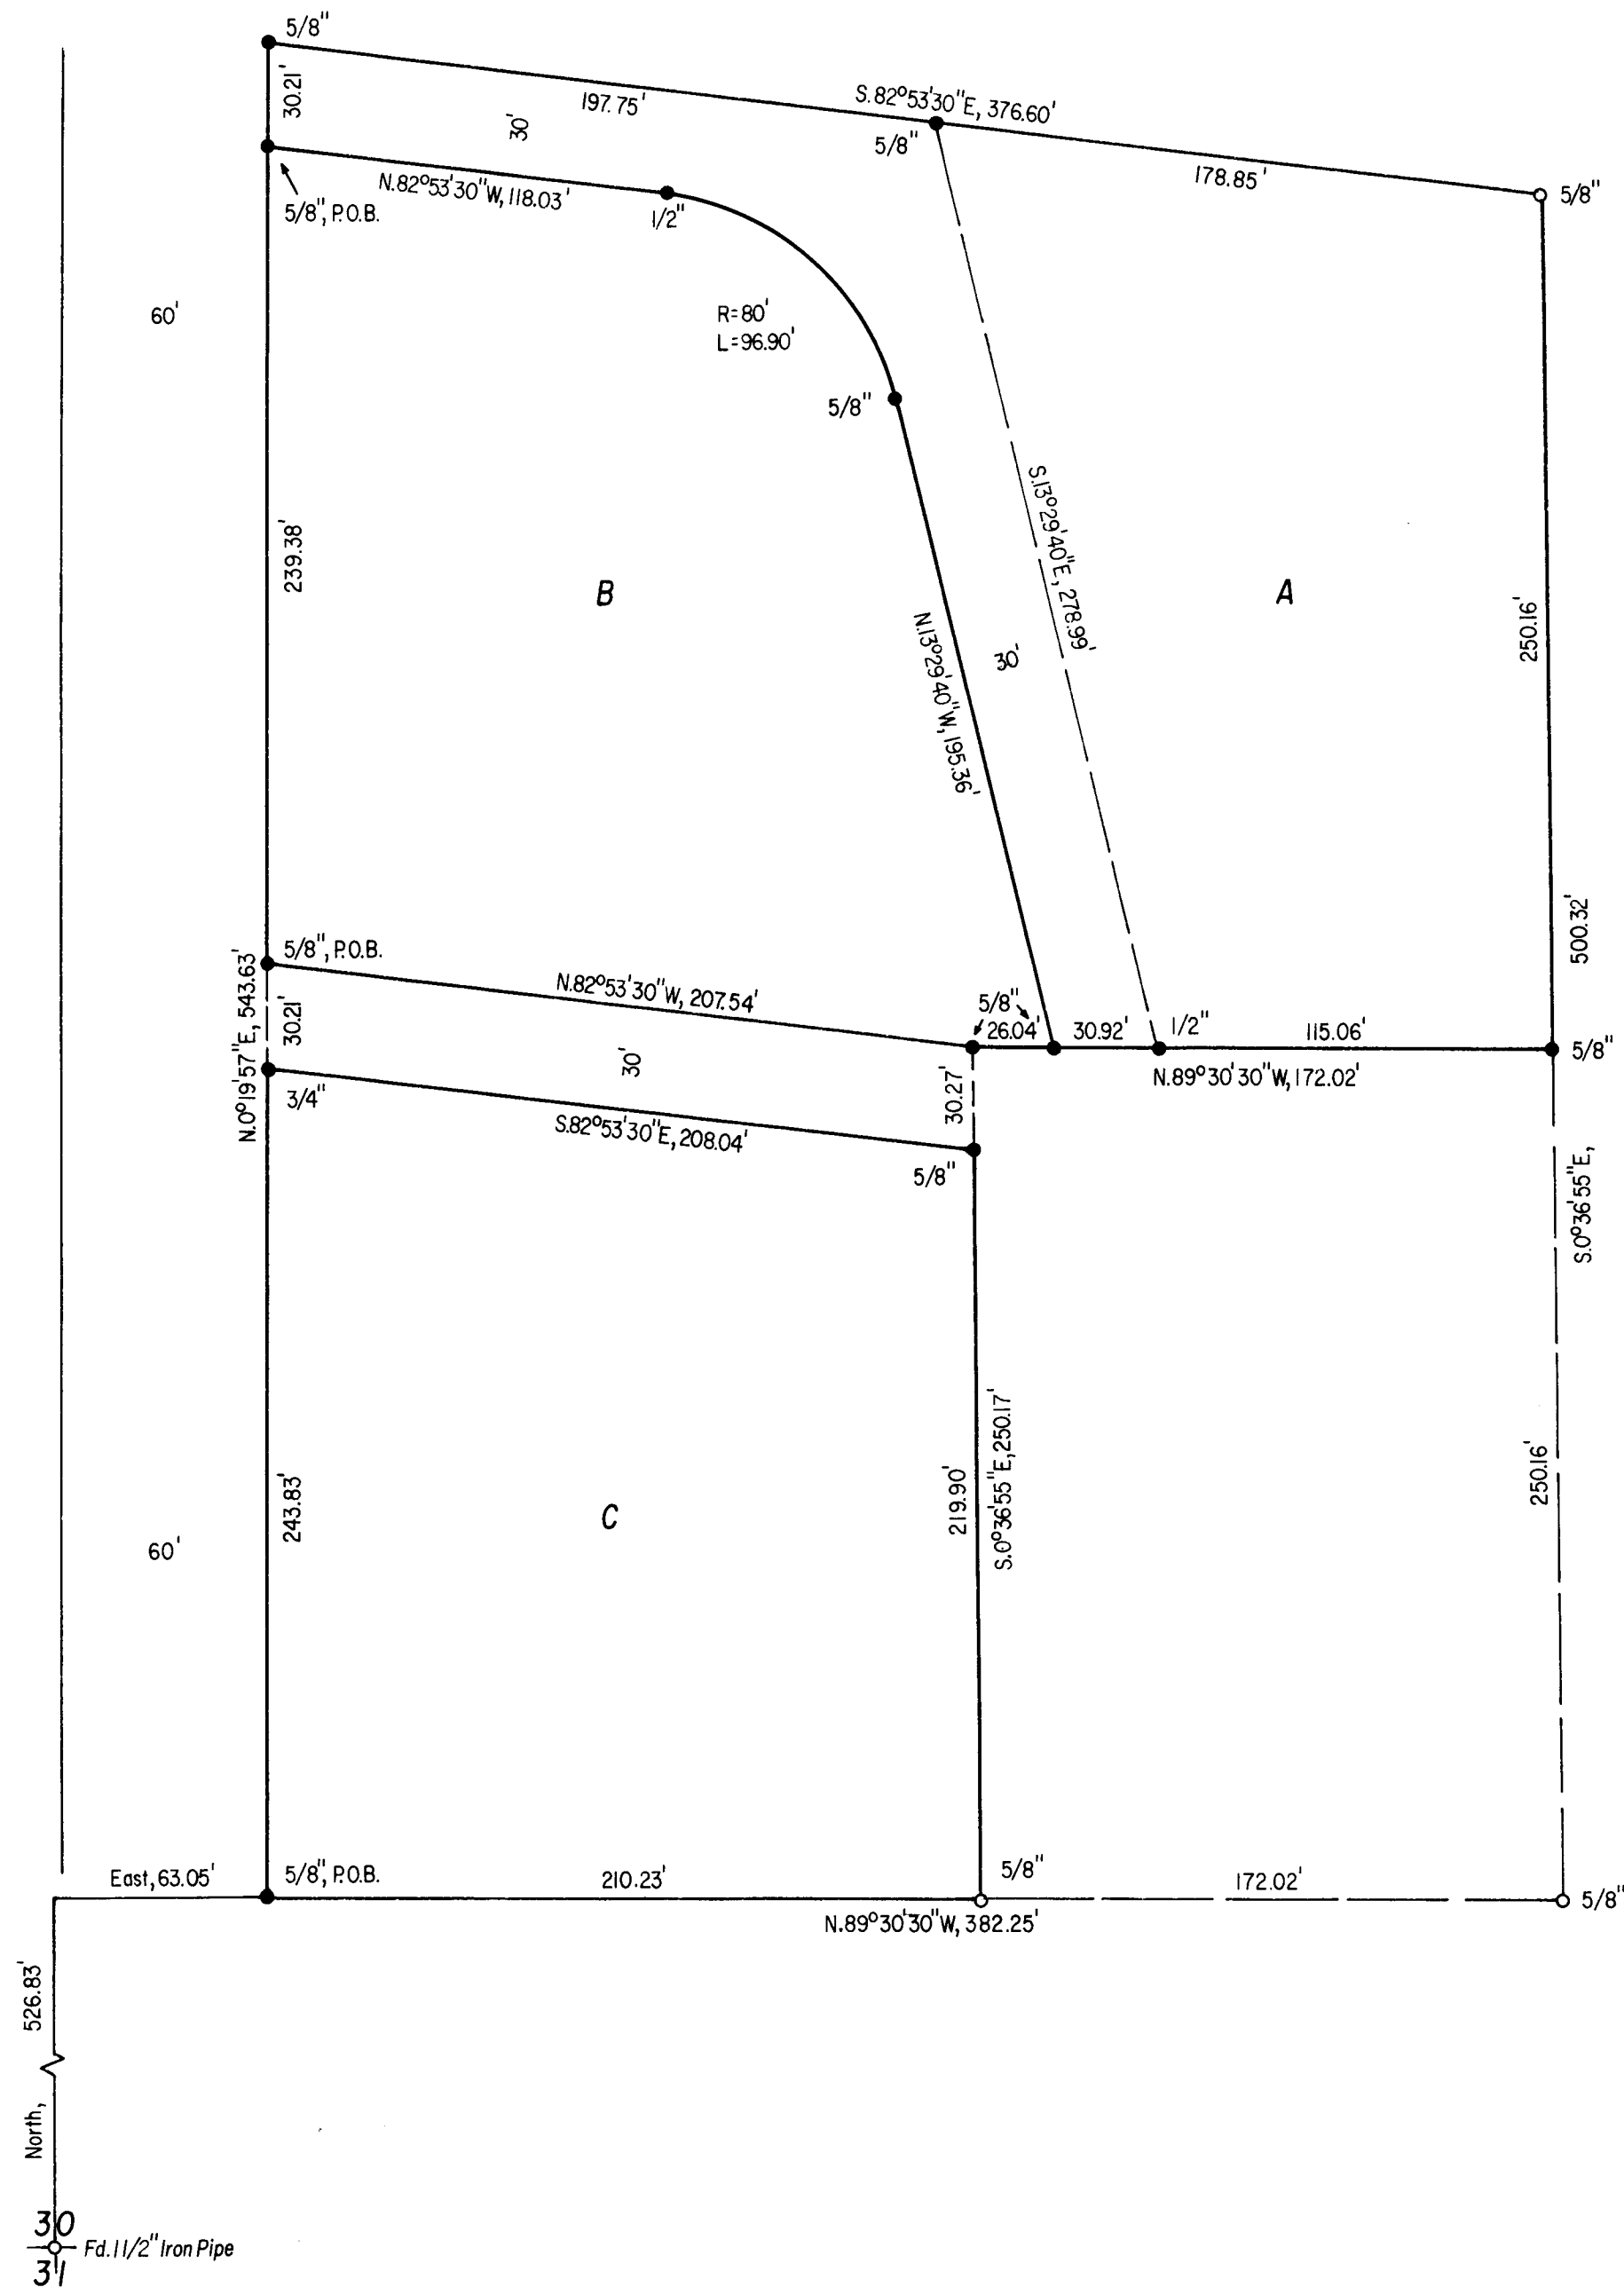 5/8"
30.21'
197.75'
S.82°53'30"E, 376.60'
30'
5/8"
178.85'
5/8"
N.82°53'30"W, 118.03'
5/8", P.O.B.
1/2"
60'
R=80'
L=96.90'
5/8"
S.13°29'40"E, 278.99'
239.38'
B
A
N.13°29'40"W, 195.36'
30'
250.16'
5/8", P.O.B.
N.82°53'30"W, 207.54'
500.32'
5/8"
26.04'
30.92'
1/2"
115.06'
5/8"
N.89°30'30"W, 172.02'
N.0°19'57"E, 543.63'
30.21'
30'
30.27'
3/4"
S.82°53'30"E, 208.04'
5/8"
S.0°36'55"E,
243.83'
C
219.90'
S.0°36'55"E, 250.17'
250.16'
60'
East, 63.05'
5/8", P.O.B.
210.23'
5/8"
172.02'
5/8"
N.89°30'30"W, 382.25'
North, 526.83'
30
Fd. 1 1/2" Iron Pipe
31